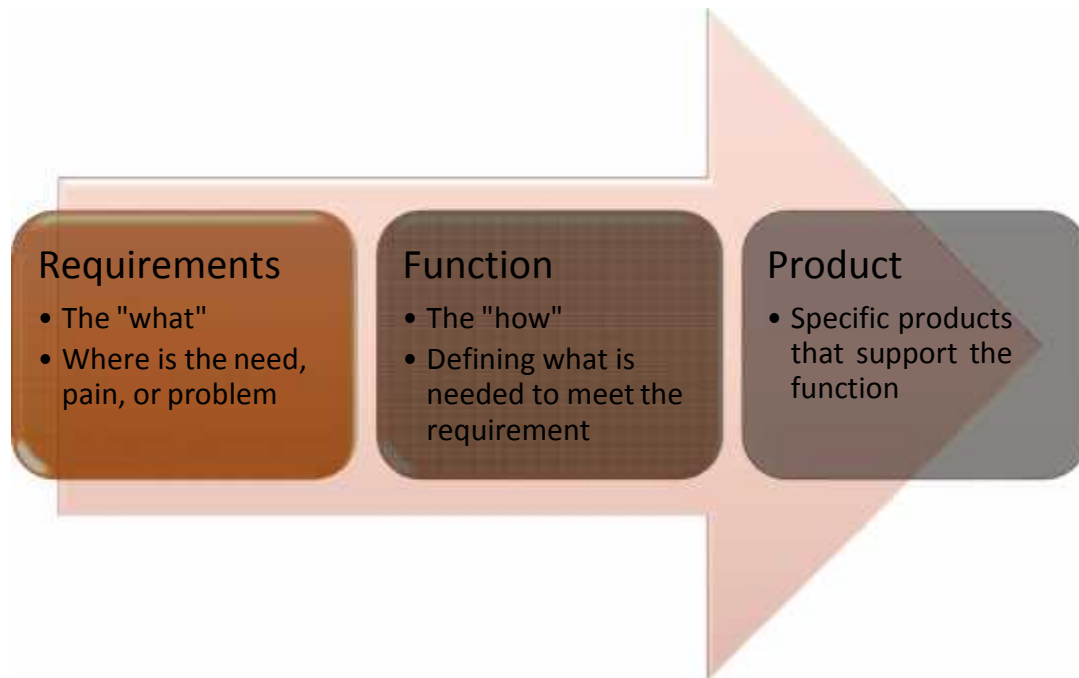 Requirements
• The "what"
• Where is the need,
pain, or problem
Function
• The "how"
• Defining what is
needed to meet the
requirement
Product
• Specific products
that support the
function